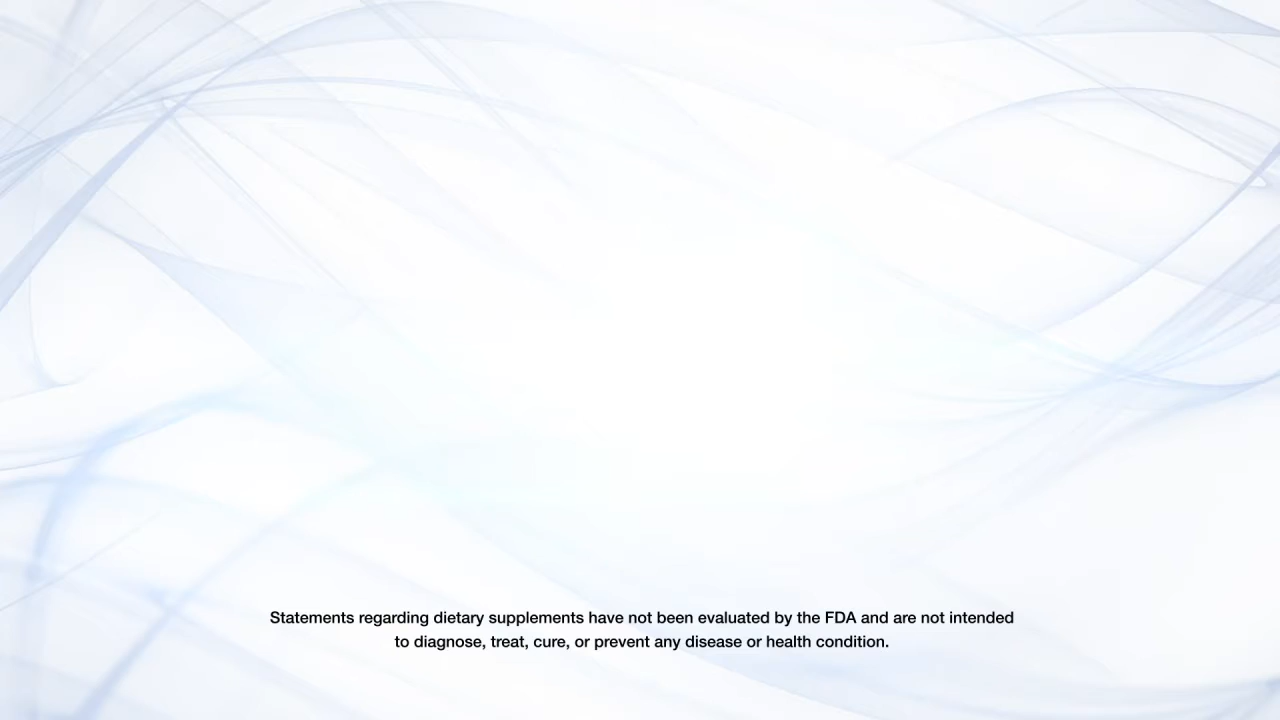 Statements regarding dietary supplements have not been evaluated by the FDA and are not intended
to diagnose, treat, cure, or prevent any disease or health condition.